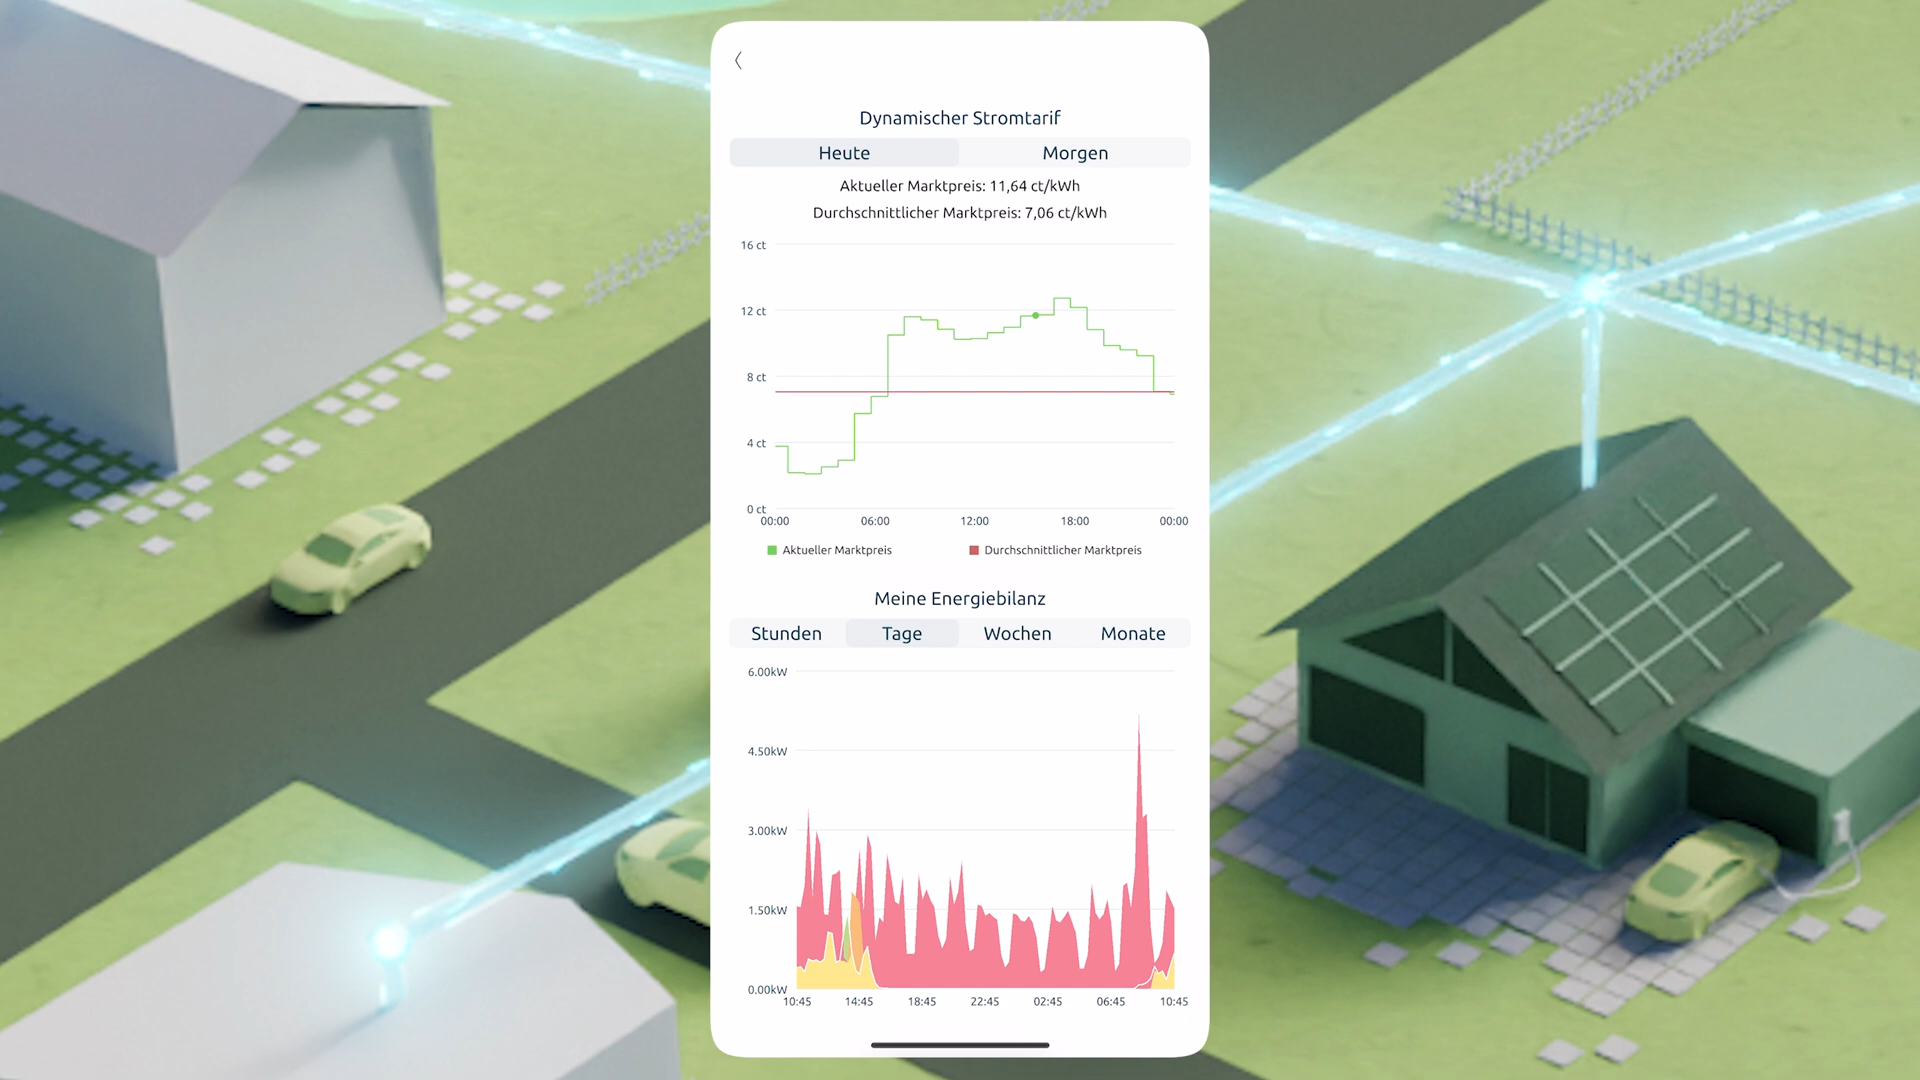 Dynamischer Stromtarif
Heute Morgen
Aktueller Marktpreis: 11,64 ct/kWh
Durchschnittlicher Marktpreis: 7,06 ct/kWh
16 ct
12 ct
8 ct
4 ct
0 ct
00:00 06:00 12:00 18:00 00:00
Aktueller Marktpreis Durchschnittlicher Marktpreis
Meine Energiebilanz
Stunden Tage Wochen Monate
6.00kW
4.50kW
3.00kW
1.50kW
0.00kW
10:45 14:45 18:45 22:45 02:45 06:45 10:45